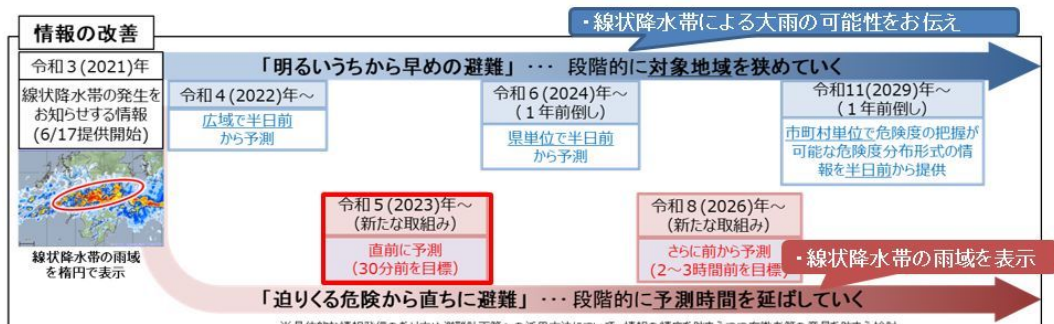 ・線状降水帯による大雨の可能性をお伝え
情報の改善
令和3(2021)年
線状降水帯の発生を
お知らせする情報
(6/17提供開始)
線状降水帯の雨域
を楕円で表示
「明るいうちから早めの避難」･･･ 段階的に対象地域を狭めていく
令和4(2022)年～
広域で半日前
から予測
令和6(2024)年～
(1年前倒し)
県単位で半日前
から予測
令和11(2029)年～
(1年前倒し)
市町村単位で危険度の把握が
可能な危険度分布形式の情
報を半日前から提供
令和5(2023)年～
(新たな取組み)
直前に予測
(30分前を目標)
令和8(2026)年～
(新たな取組み)
さらに前から予測
(2～3時間前を目標)
・線状降水帯の雨域を表示
「迫りくる危険から直ちに避難」･･･ 段階的に予測時間を延ばしていく